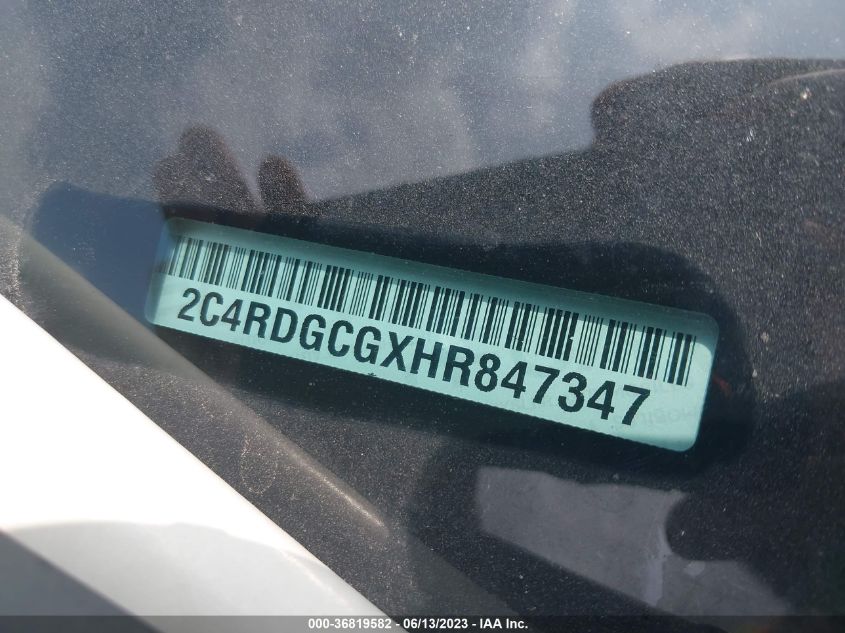 2C4RDGCGXHR847347
000-36819582 - 06/13/2023 - IAA Inc.